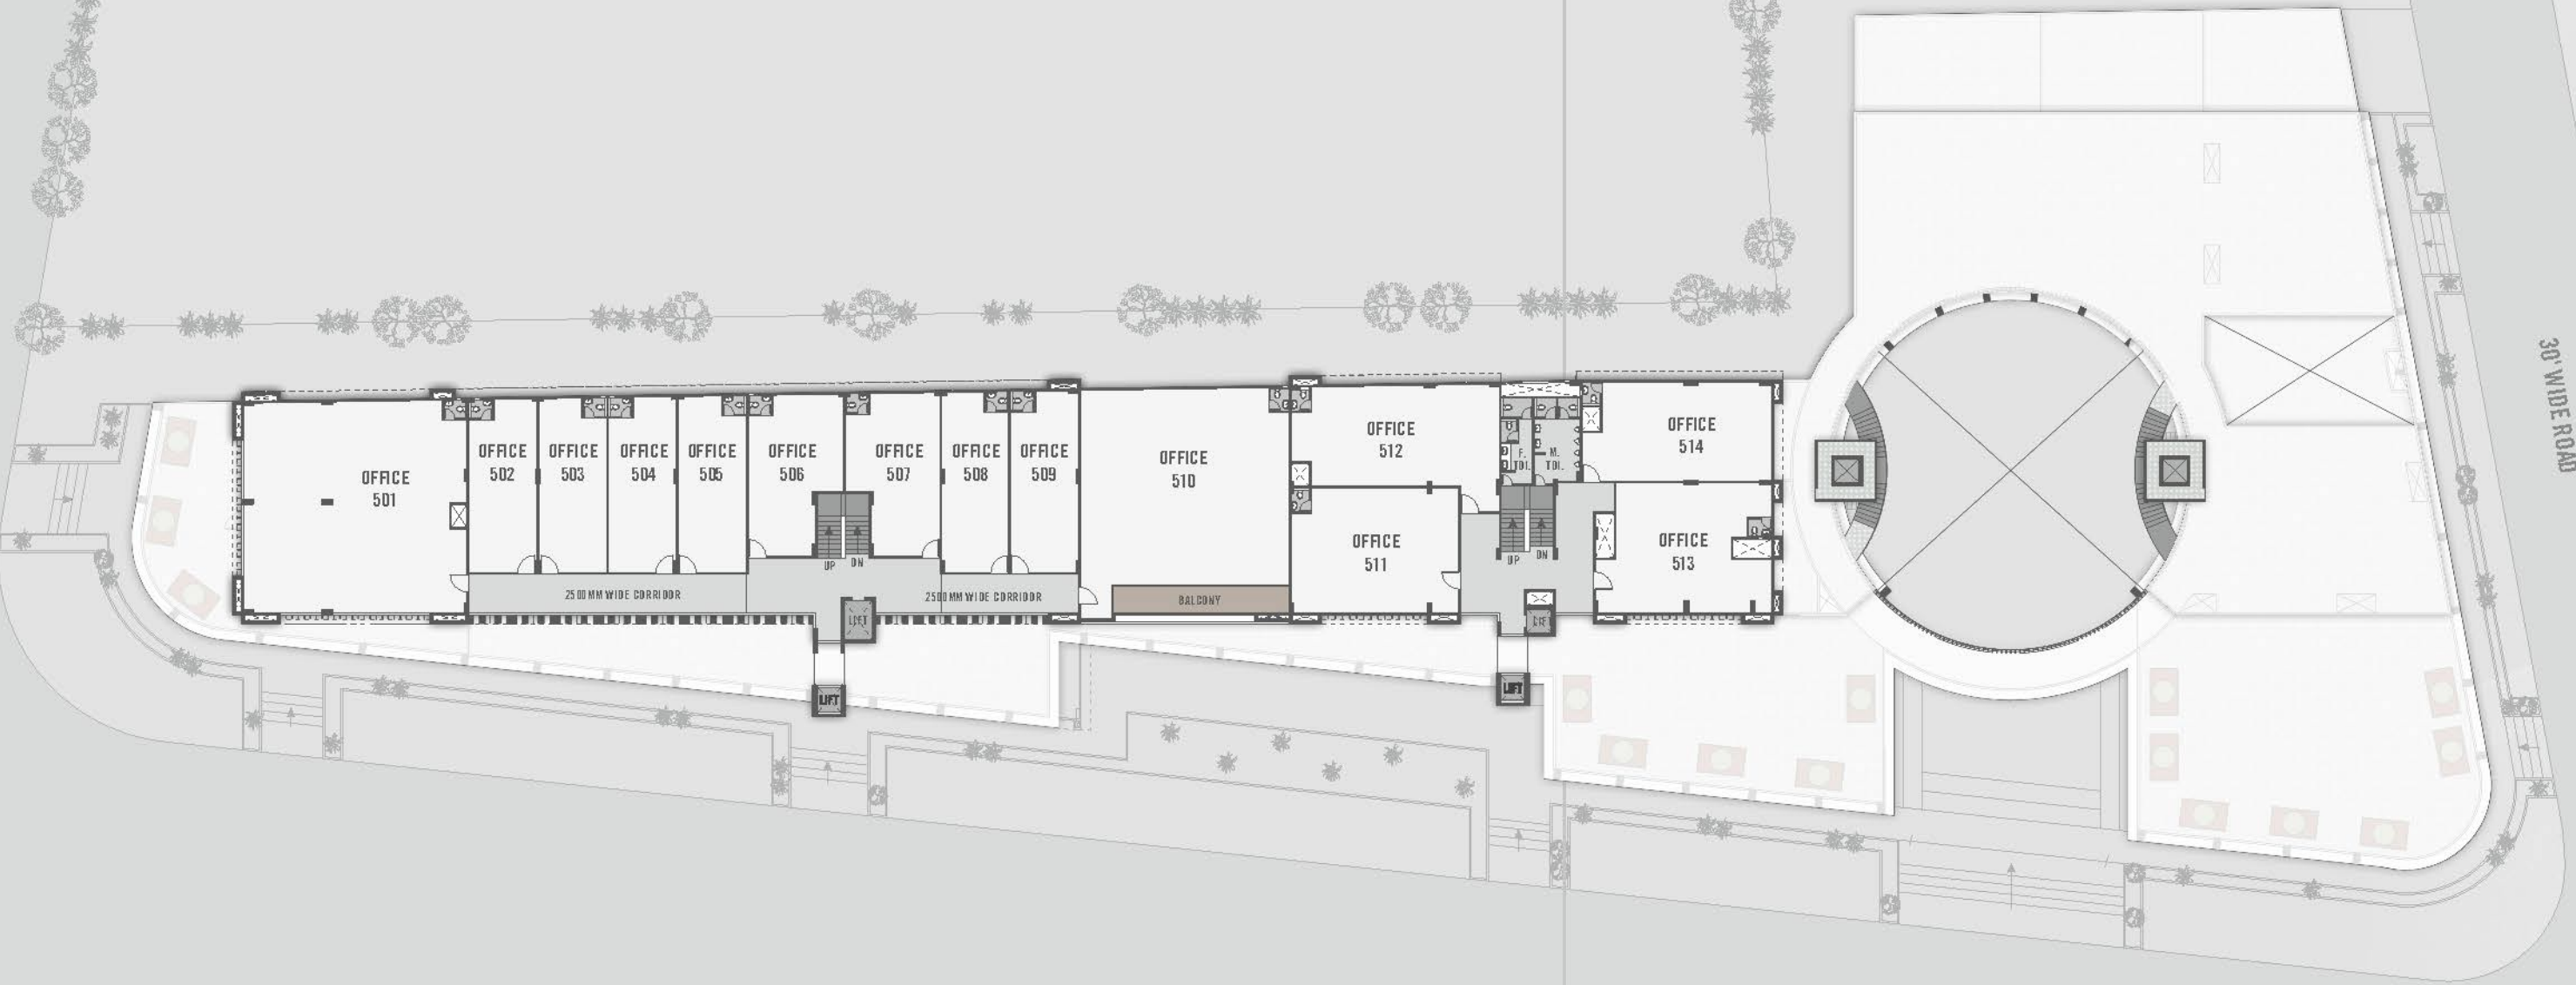 OFFICE
501
OFFICE
502
OFFICE
503
OFFICE
504
OFFICE
505
OFFICE
506
OFFICE
507
OFFICE
508
OFFICE
509
OFFICE
510
OFFICE
511
OFFICE
512
OFFICE
513
OFFICE
514
F.
TOI.
M.
TOI.
UP
DN
UP
DN
2500 MM WIDE CORRIDOR
2500 MM WIDE CORRIDOR
BALCONY
LIFT
LIFT
LIFT
LIFT
30' WIDE ROAD